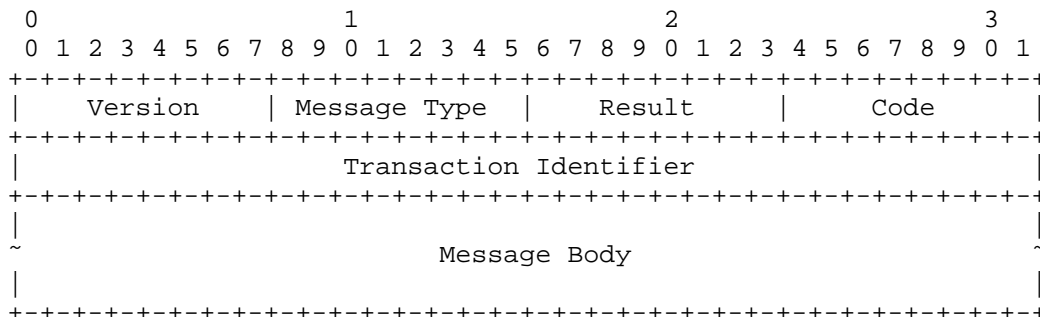 0                   1                   2                   3
 0 1 2 3 4 5 6 7 8 9 0 1 2 3 4 5 6 7 8 9 0 1 2 3 4 5 6 7 8 9 0 1
+-+-+-+-+-+-+-+-+-+-+-+-+-+-+-+-+-+-+-+-+-+-+-+-+-+-+-+-+-+-+-+-+
|    Version    | Message Type  |    Result     |     Code      |
+-+-+-+-+-+-+-+-+-+-+-+-+-+-+-+-+-+-+-+-+-+-+-+-+-+-+-+-+-+-+-+-+
|                    Transaction Identifier                     |
+-+-+-+-+-+-+-+-+-+-+-+-+-+-+-+-+-+-+-+-+-+-+-+-+-+-+-+-+-+-+-+-+
|                                                               |
~                          Message Body                         ~
|                                                               |
+-+-+-+-+-+-+-+-+-+-+-+-+-+-+-+-+-+-+-+-+-+-+-+-+-+-+-+-+-+-+-+-+